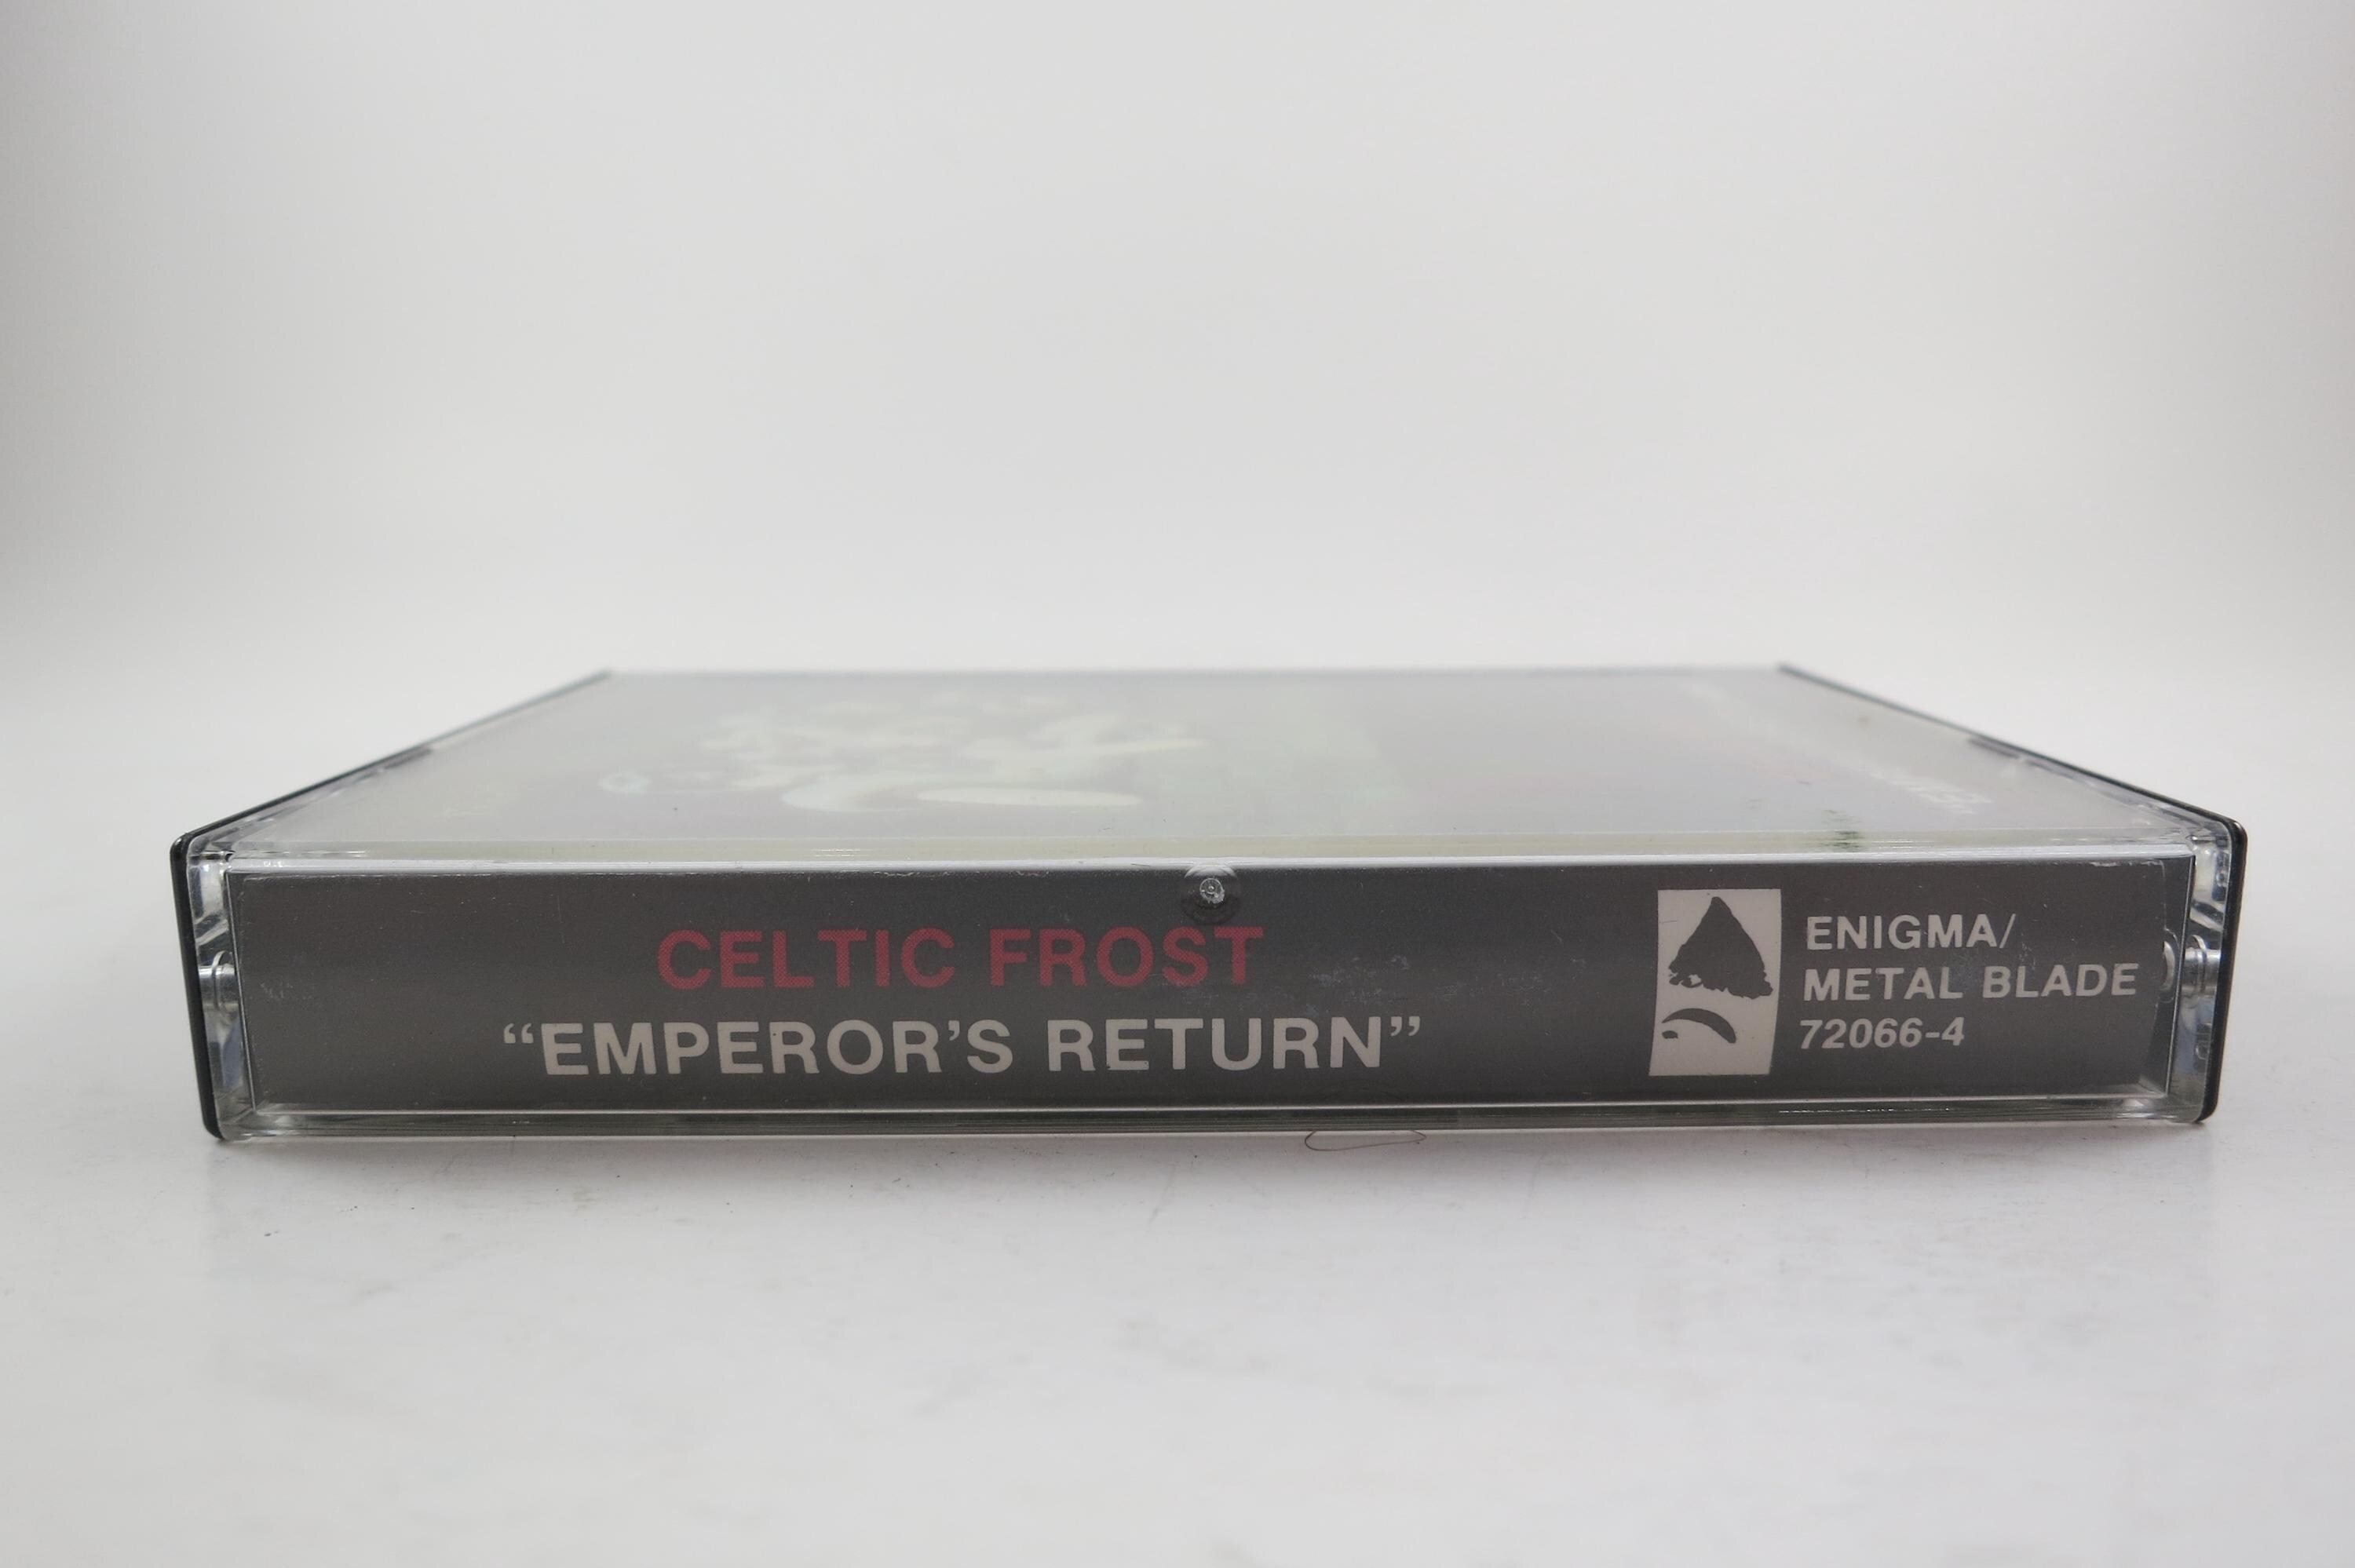 CELTIC FROST
“EMPEROR’S RETURN”
ENIGMA/
METAL BLADE
72066-4